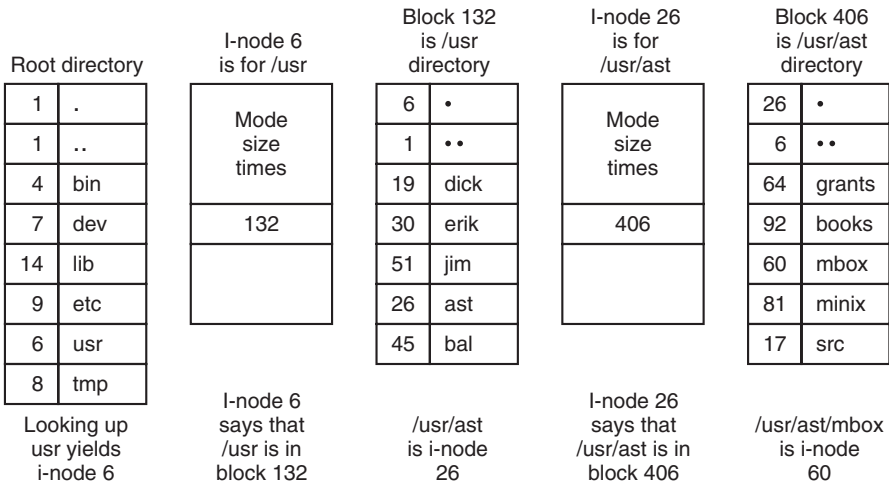 Root directory
1 .
1 ..
4 bin
7 dev
14 lib
9 etc
6 usr
8 tmp
Looking up
usr yields
i-node 6
I-node 6
is for /usr
Mode
size
times
132
I-node 6
says that
/usr is in
block 132
Block 132
is /usr
directory
6 •
1 ••
19 dick
30 erik
51 jim
26 ast
45 bal
/usr/ast
is i-node
26
I-node 26
is for
/usr/ast
Mode
size
times
406
I-node 26
says that
/usr/ast is in
block 406
Block 406
is /usr/ast
directory
26 •
6 ••
64 grants
92 books
60 mbox
81 minix
17 src
/usr/ast/mbox
is i-node
60